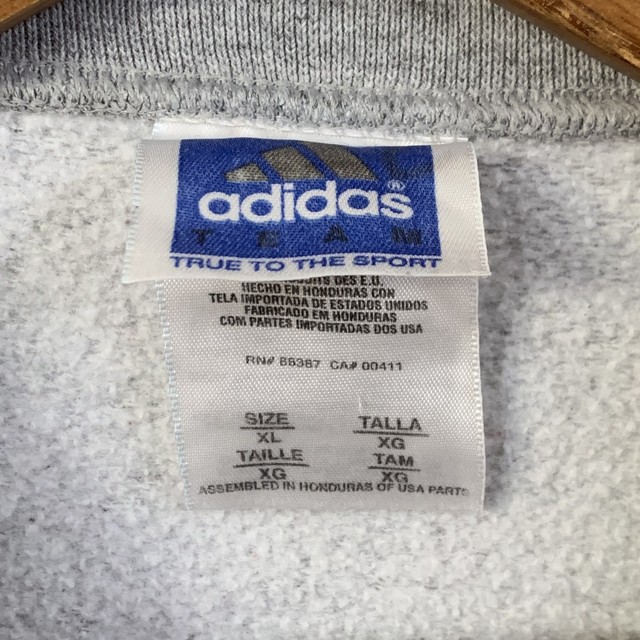 adidas®
TEAM
TRUE TO THE SPORT
DES E.U.
HECHO EN HONDURAS CON
TELA IMPORTADA DE ESTADOS UNIDOS
FABRICADO EM HONDURAS
COM PARTES IMPORTADAS DOS USA
RN# 88387 CA# 00411
SIZE TALLA
XL XG
TAILLE TAM
XG XG
ASSEMBLED IN HONDURAS OF USA PARTS